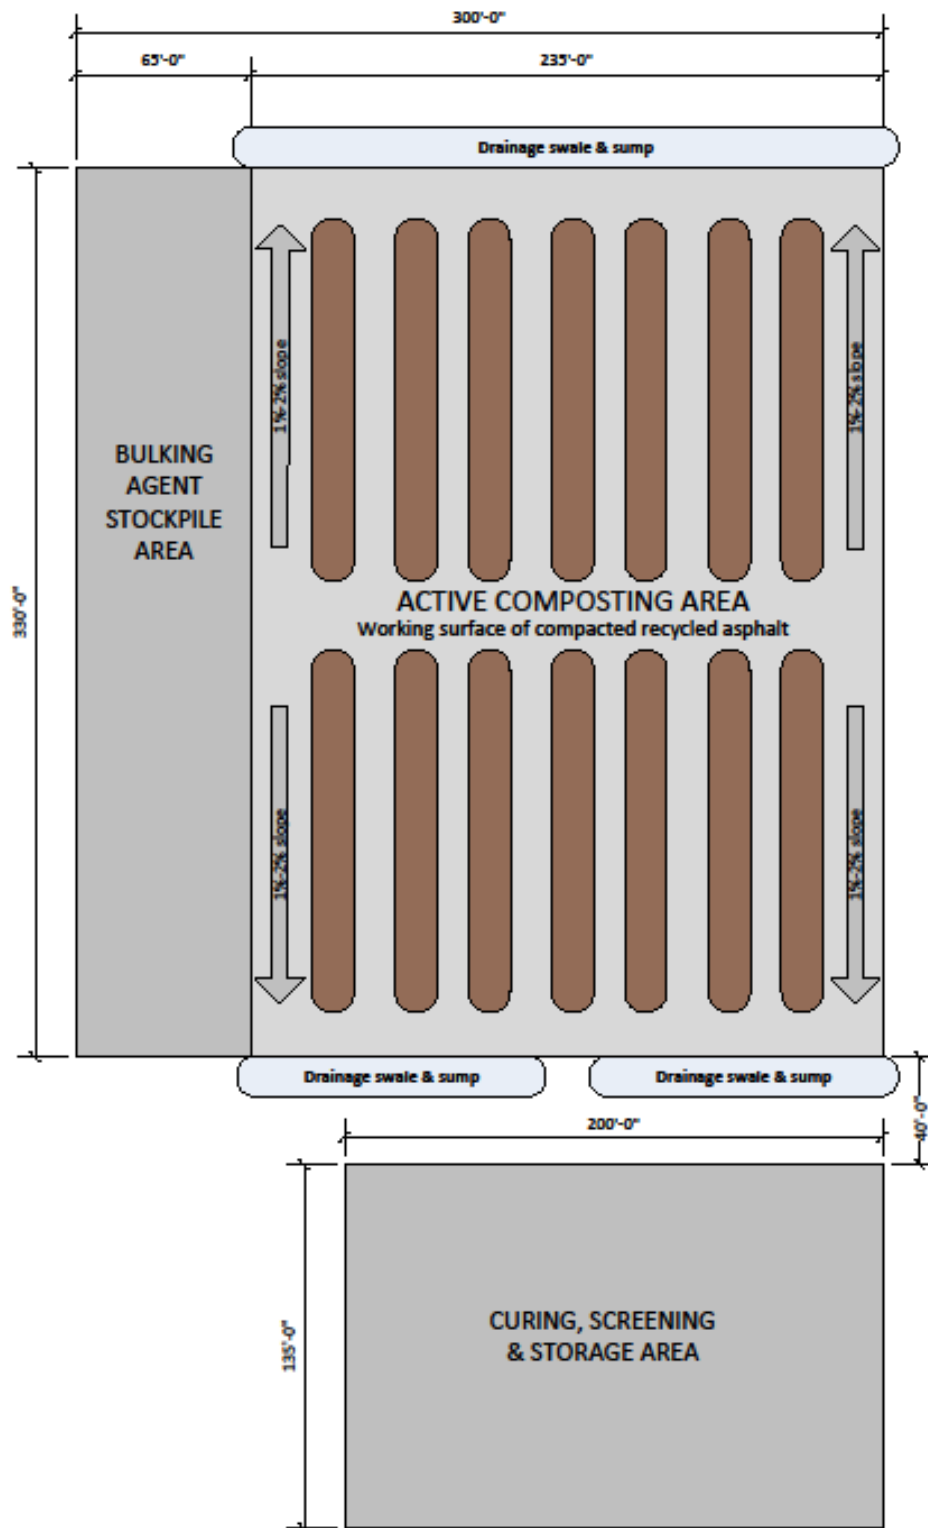 300'-0"
65'-0"
235'-0"
Drainage swale & sump
1%-2% slope
1%-2% slope
BULKING
AGENT
STOCKPILE
AREA
330'-0"
ACTIVE COMPOSTING AREA
Working surface of compacted recycled asphalt
1%-2% slope
1%-2% slope
Drainage swale & sump
Drainage swale & sump
40'-0"
200'-0"
135'-0"
CURING, SCREENING
& STORAGE AREA